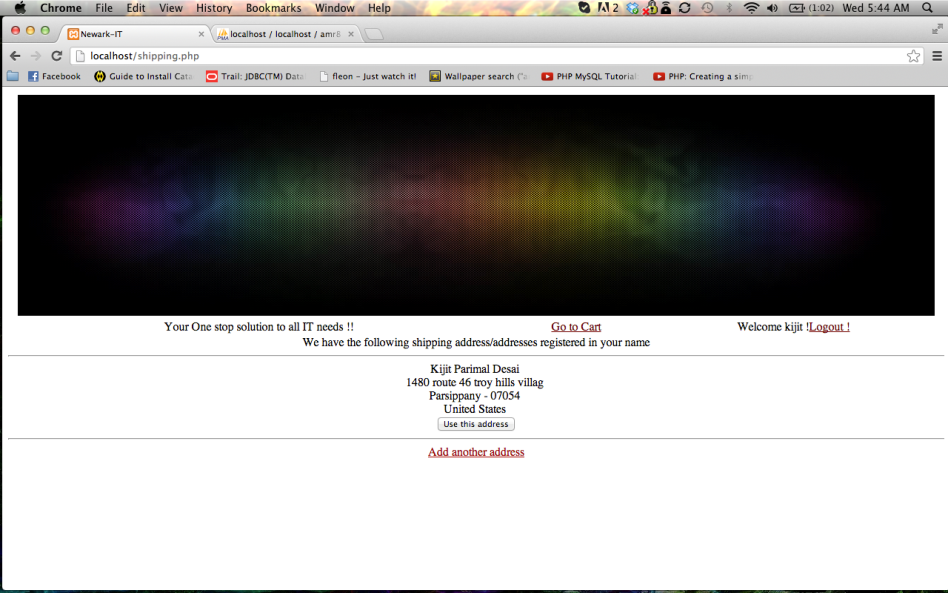 Chrome File Edit View History Bookmarks Window Help 2 (1:02) Wed 5:44 AM
Newark-IT localhost / localhost / amr8
localhost/shipping.php
Facebook Guide to Install Cata Trail: JDBC(TM) Data fleon - Just watch it! Wallpaper search ("a PHP MySQL Tutorial PHP: Creating a sim
Your One stop solution to all IT needs !! Go to Cart Welcome kijit !Logout !
We have the following shipping address/addresses registered in your name
Kijit Parimal Desai
1480 route 46 troy hills villag
Parsippany - 07054
United States
Use this address
Add another address